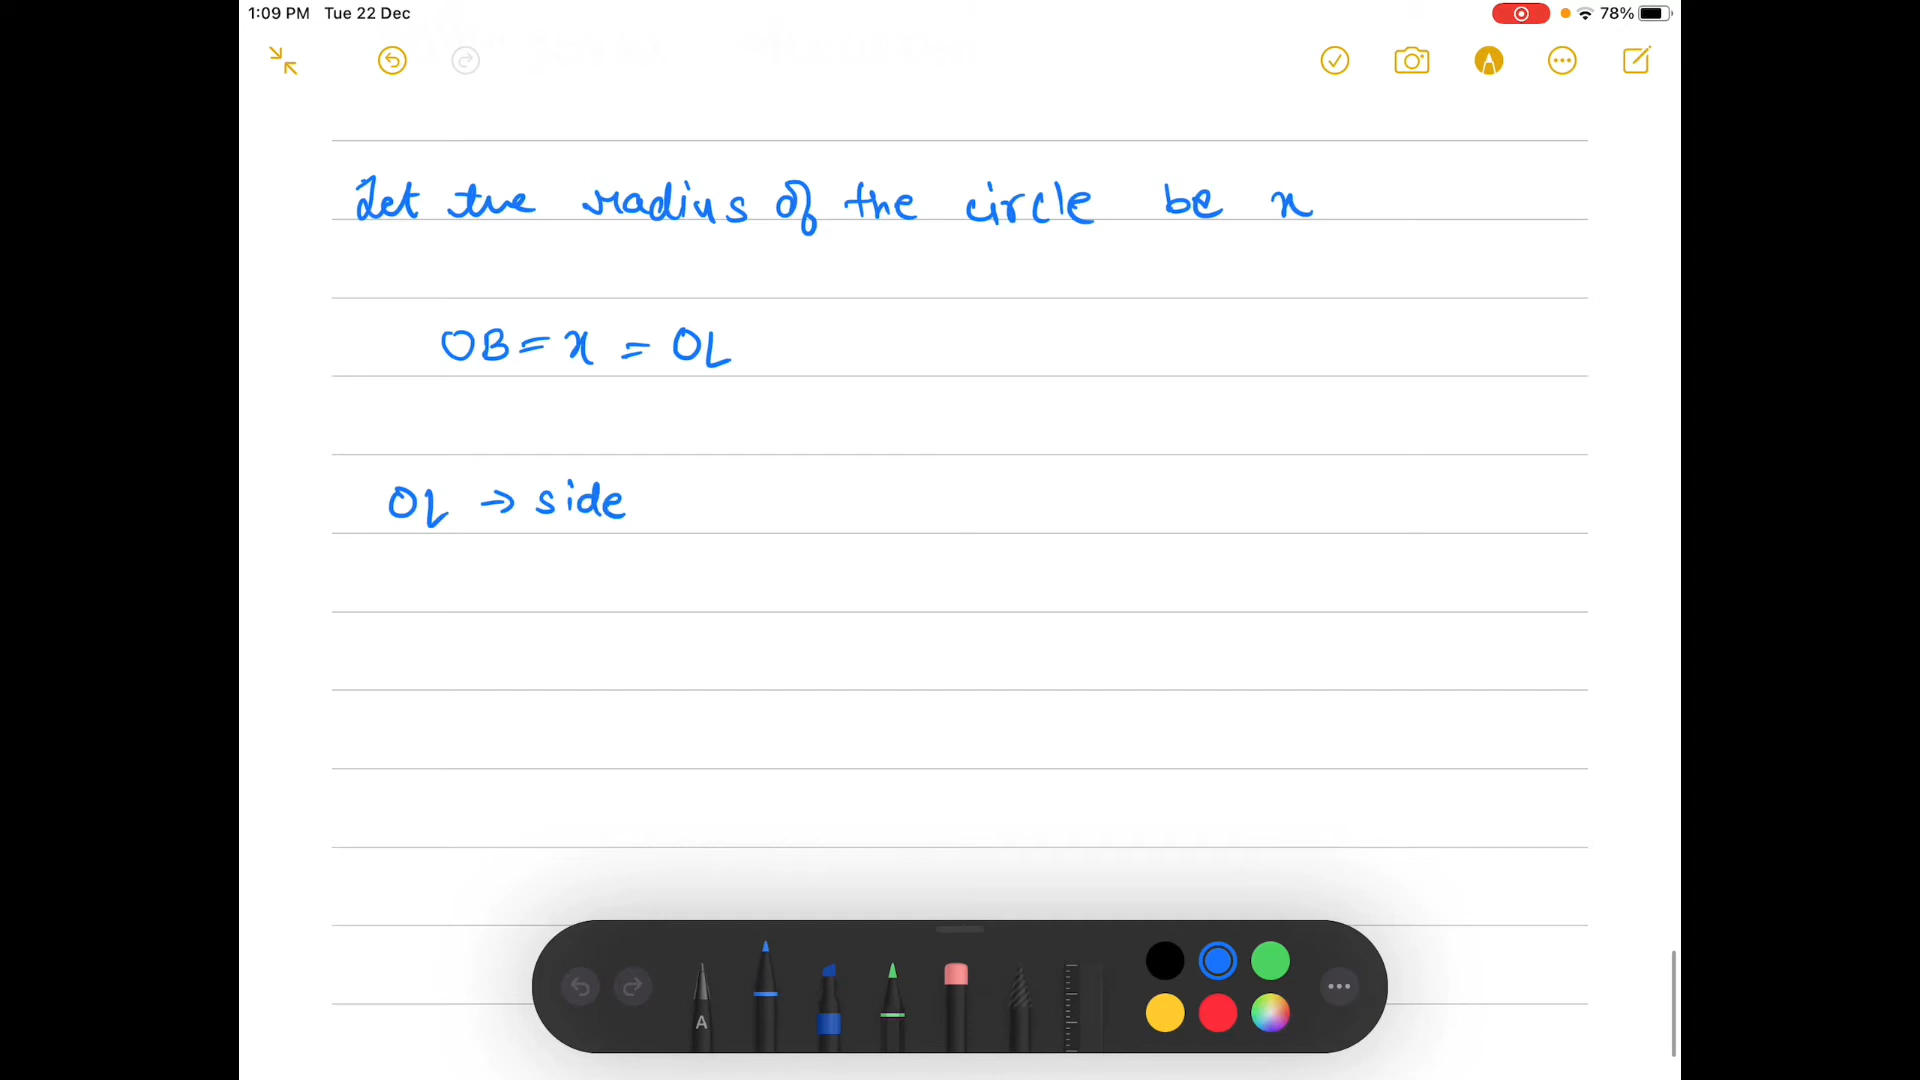 1:09 PM Tue 22 Dec 78%
Let the radius of the circle be x
OB = x = OL
OL → side
A